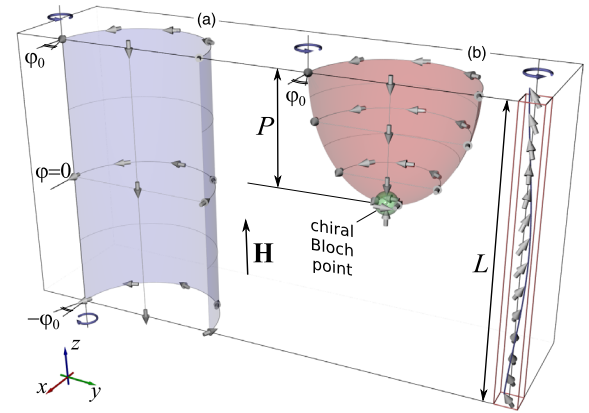 (a)
(b)
φ₀
φ₀
P
φ=0
chiral
Bloch
point
H
L
−φ₀
z
x
y